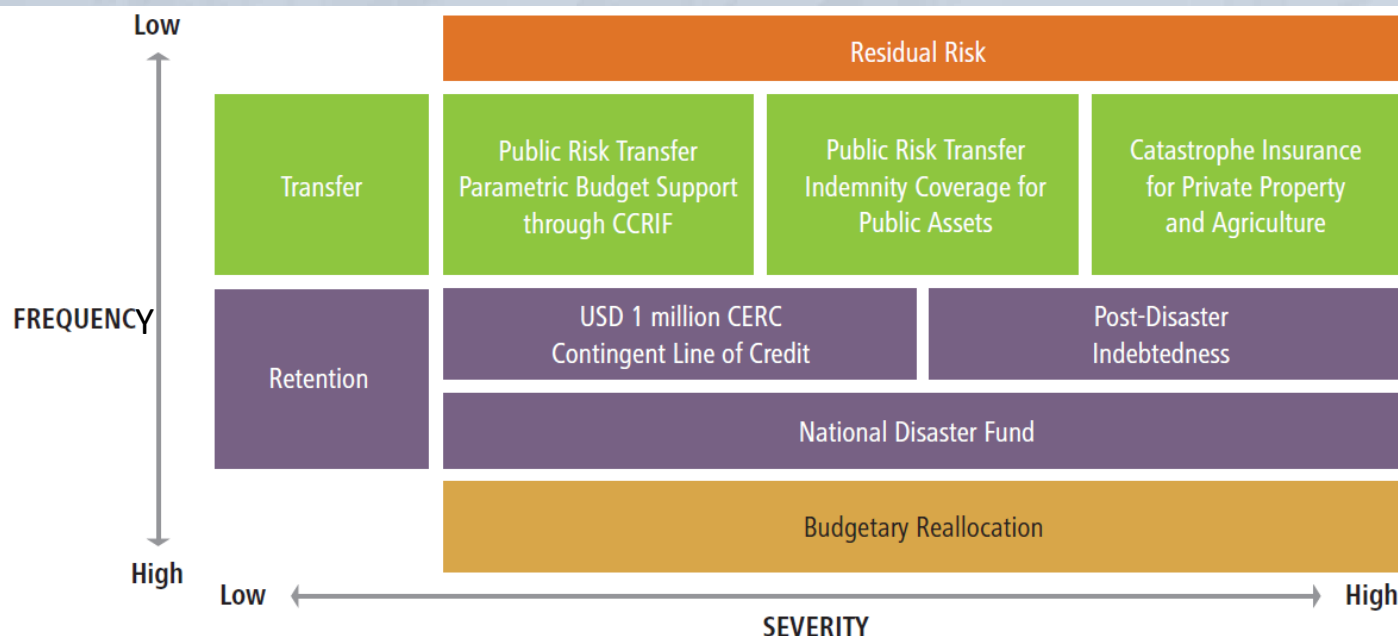 Low
Residual Risk
Transfer
Public Risk Transfer
Parametric Budget Support
through CCRIF
Public Risk Transfer
Indemnity Coverage for
Public Assets
Catastrophe Insurance
for Private Property
and Agriculture
FREQUENCY
Retention
USD 1 million CERC
Contingent Line of Credit
Post-Disaster
Indebtedness
National Disaster Fund
Budgetary Reallocation
High
Low
High
SEVERITY